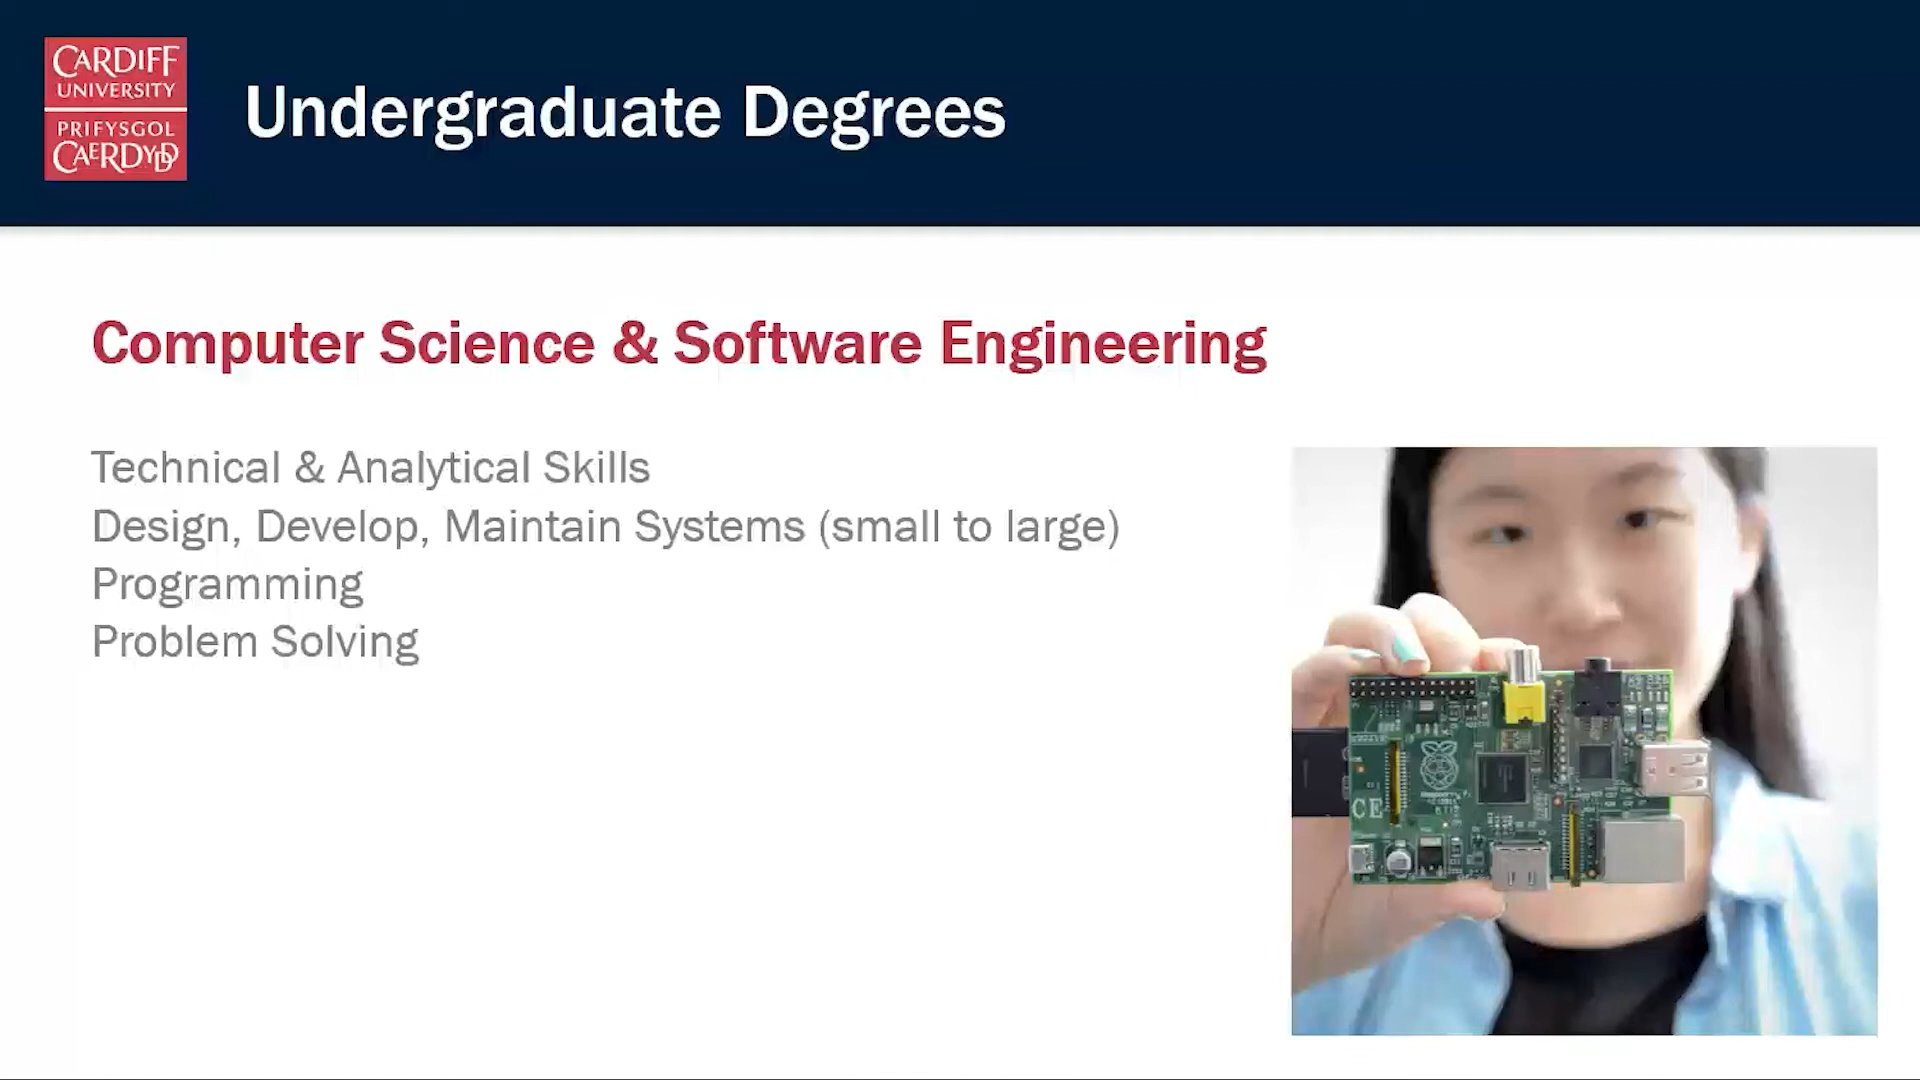 CARDIFF
UNIVERSITY
PRIFYSGOL
CAERDYDD
Undergraduate Degrees
Computer Science & Software Engineering
Technical & Analytical Skills
Design, Develop, Maintain Systems (small to large)
Programming
Problem Solving
CE